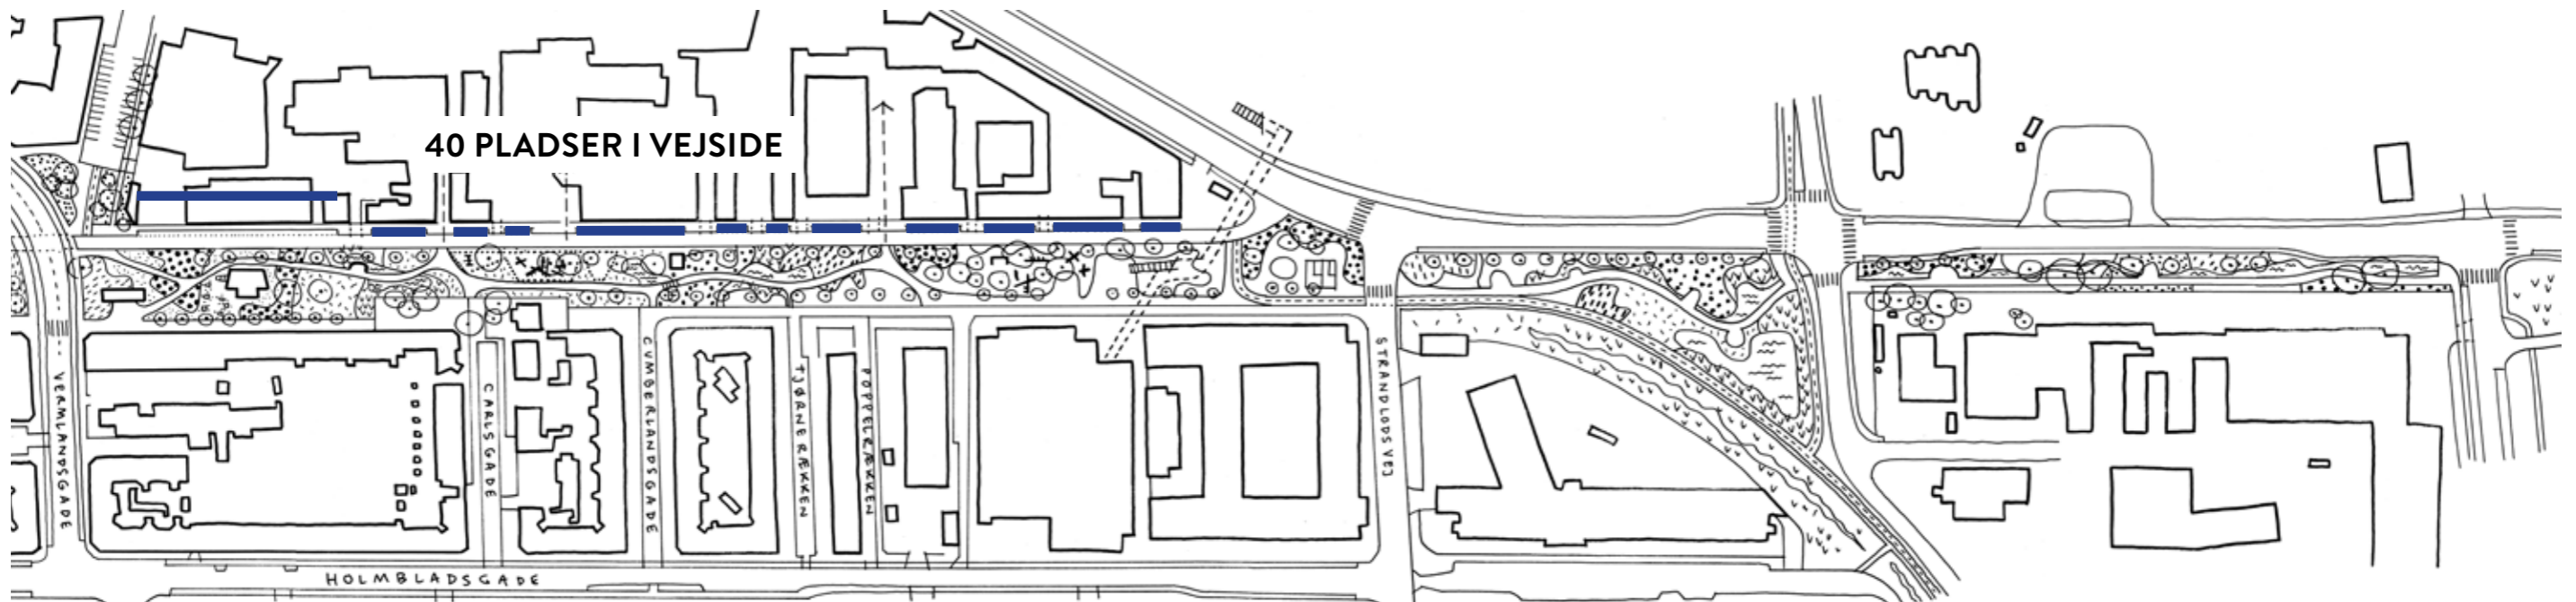 40 PLADSER I VEJSIDE
VERMLANDSGADE
CARLSGADE
CUMBERLANDSGADE
TJØRNERÆKKEN
POPPELRÆKKEN
STRANDLODSVEJ
HOLMBLADSGADE